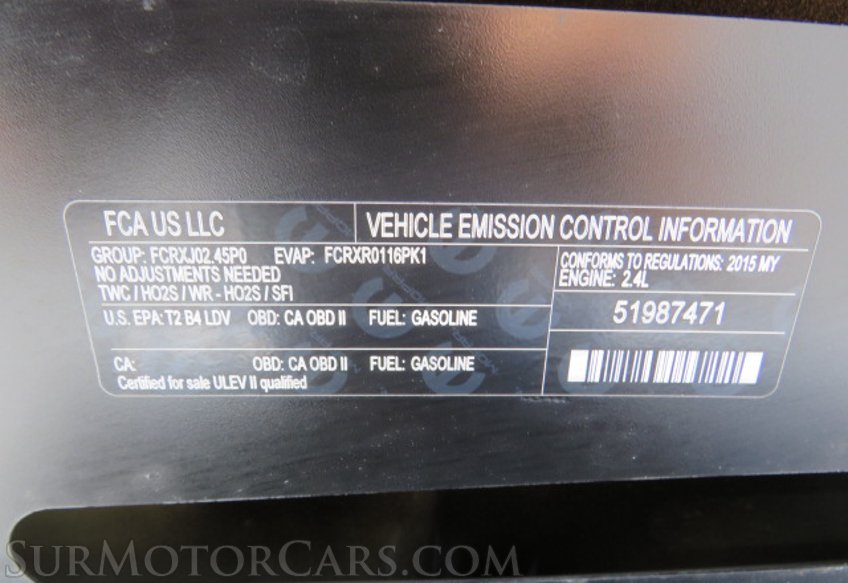 FCA US LLC
VEHICLE EMISSION CONTROL INFORMATION
GROUP: FCRXJ02.45P0 EVAP: FCRXR0116PK1
NO ADJUSTMENTS NEEDED
TWC / HO2S / WR - HO2S / SFI
CONFORMS TO REGULATIONS: 2015 MY
ENGINE: 2.4L
U.S. EPA: T2 B4 LDV OBD: CA OBD II FUEL: GASOLINE
51987471
CA: OBD: CA OBD II FUEL: GASOLINE
Certified for sale ULEV II qualified
SURMOTORCARS.COM